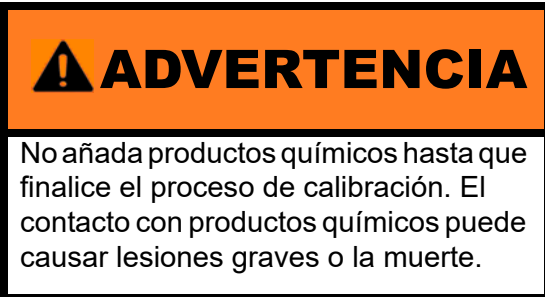 ADVERTENCIA
No añada productos químicos hasta que
finalice el proceso de calibración. El
contacto con productos químicos puede
causar lesiones graves o la muerte.